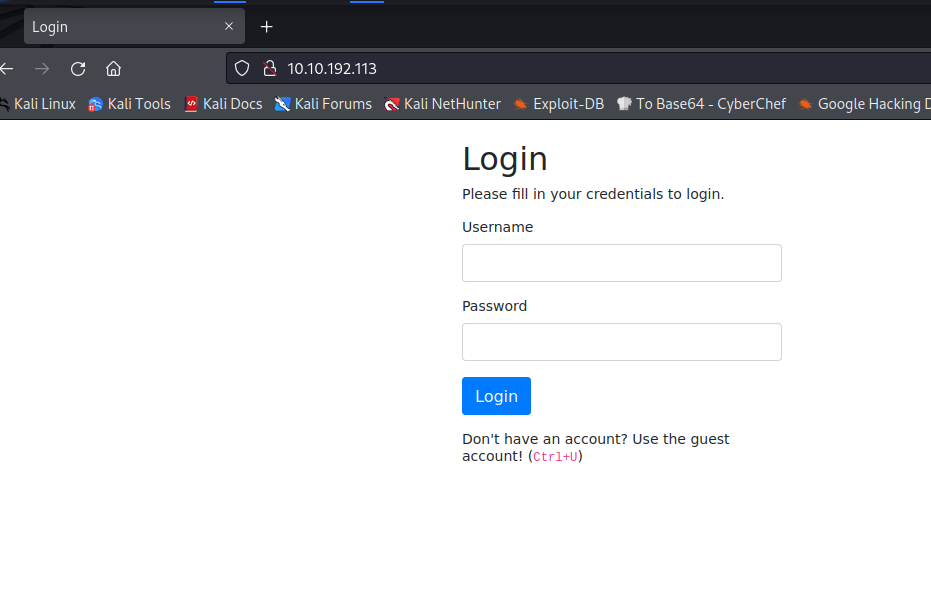 Login
10.10.192.113
Kali Linux Kali Tools Kali Docs Kali Forums Kali NetHunter Exploit-DB To Base64 - CyberChef Google Hacking
Login
Please fill in your credentials to login.
Username
Password
Login
Don't have an account? Use the guest
account! (Ctrl+U)